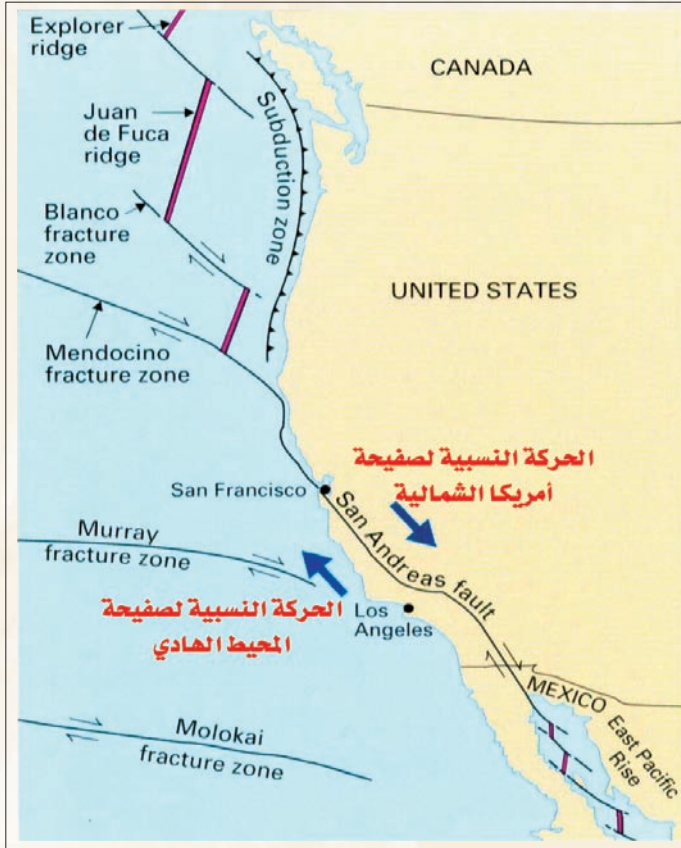 Explorer
ridge
CANADA
Juan
de Fuca
ridge
Subduction zone
Blanco
fracture
zone
UNITED STATES
Mendocino
fracture zone
الحركة النسبية لصفيحة
أمريكا الشمالية
San Francisco
San Andreas fault
Murray
fracture zone
الحركة النسبية لصفيحة
المحيط الهادي
Los
Angeles
MEXICO
East Pacific
Rise
Molokai
fracture zone